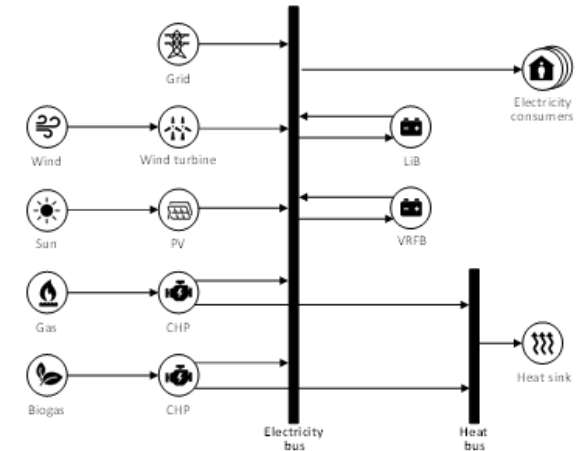 Grid
Electricity
consumers
Wind
Wind turbine
LiB
Sun
PV
VRFB
Gas
CHP
Heat sink
Biogas
CHP
Electricity
bus
Heat
bus